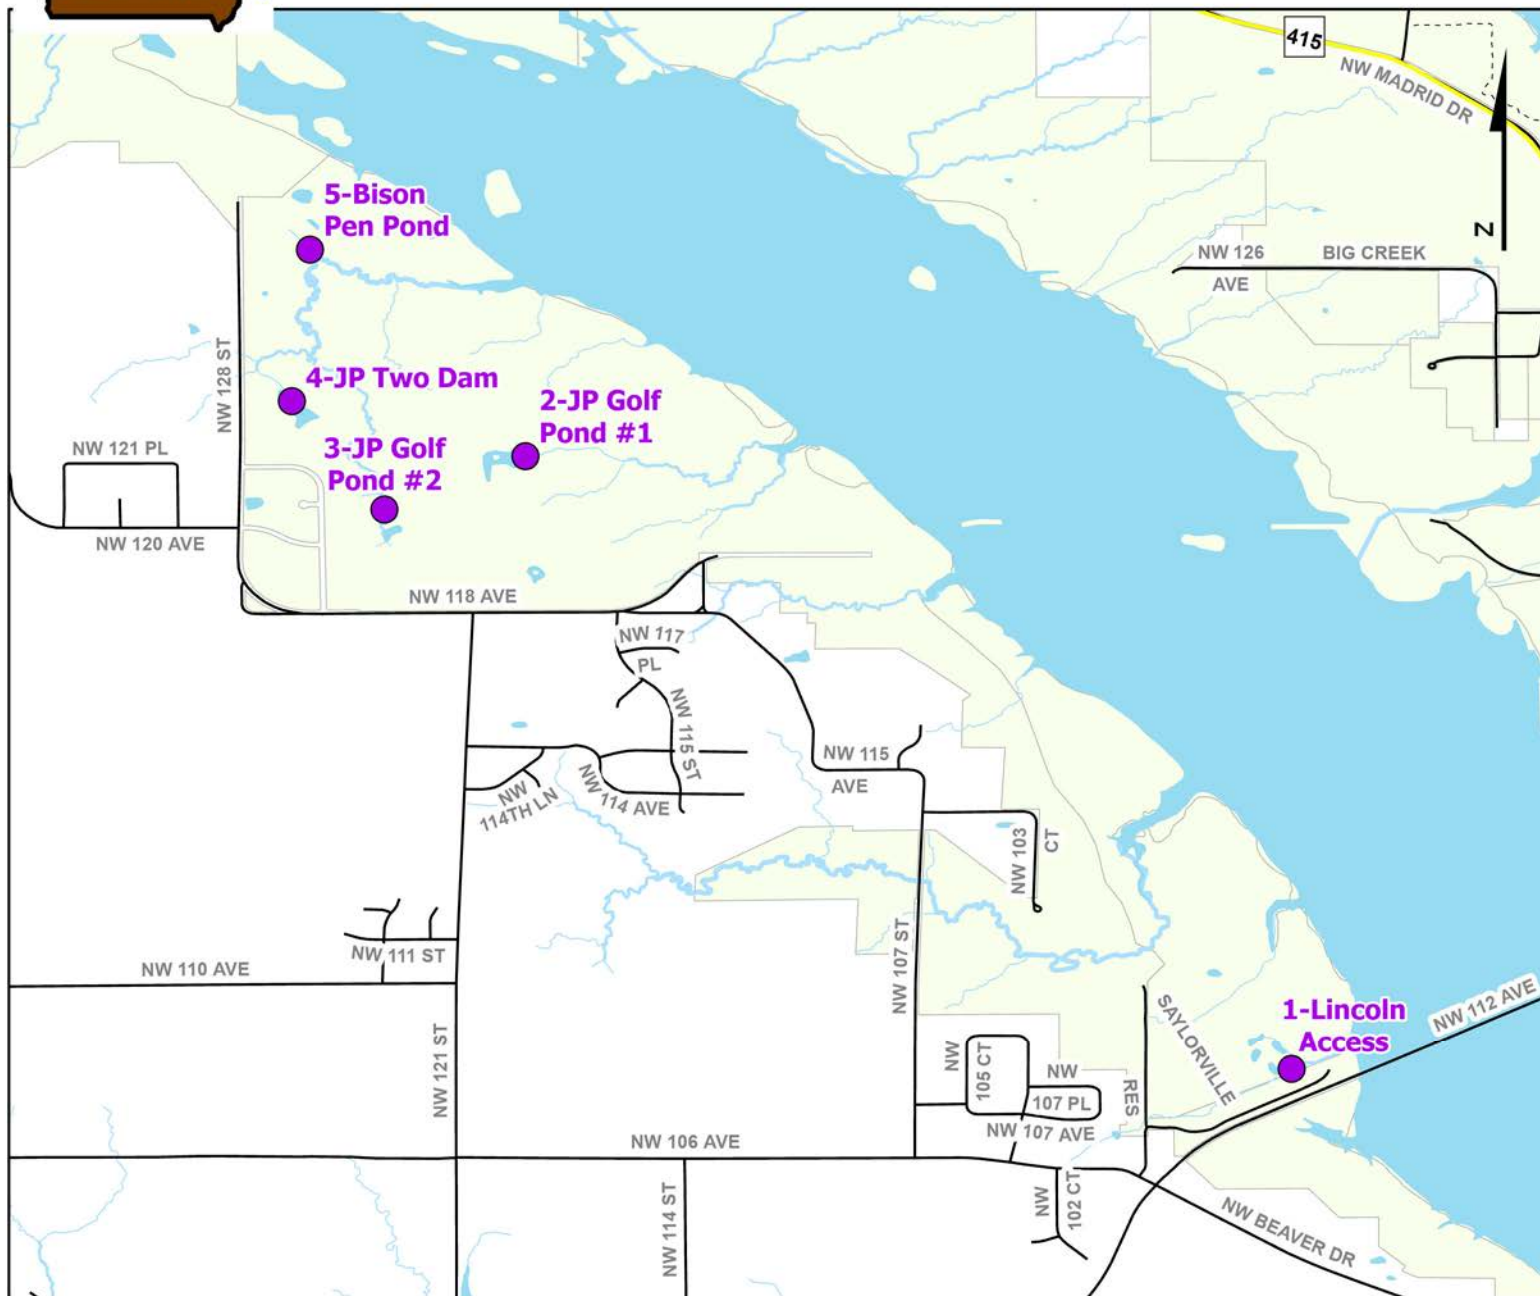 415
NW MADRID DR
N
5-Bison
Pen Pond
NW 126
AVE
BIG CREEK
NW 128 ST
4-JP Two Dam
2-JP Golf
Pond #1
3-JP Golf
Pond #2
NW 121 PL
NW 120 AVE
NW 118 AVE
NW 117
PL
NW 115 ST
NW 115
AVE
NW
114TH LN
NW 114 AVE
NW 103
CT
NW 111 ST
NW 110 AVE
NW 107 ST
NW 121 ST
1-Lincoln
Access
NW 112 AVE
SAYLORVILLE
RES
NW
105 CT
NW
107 PL
NW 107 AVE
NW 106 AVE
NW 114 ST
NW
102 CT
NW BEAVER DR